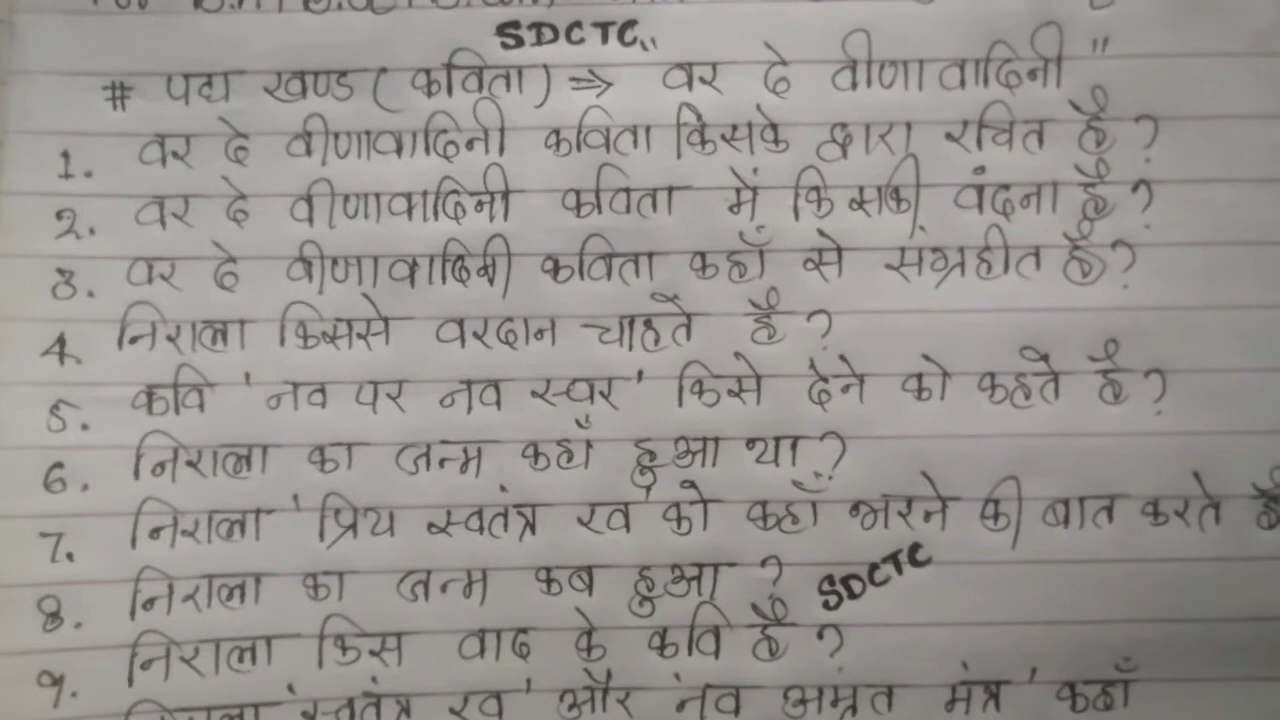 SDCTC
# पद्य खण्ड ( कविता ) ⇒ " वर दे वीणावादिनी "
1. वर दे वीणावादिनी कविता किसके द्वारा रचित है ?
2. वर दे वीणावादिनी कविता में किसकी वंदना है ?
3. वर दे वीणावादिनी कविता कहाँ से संग्रहीत है ?
4. निराला किससे वरदान चाहते है ?
5. कवि ' नव पर नव स्वर ' किसे देने को कहते है ?
6. निराला का जन्म कहाँ हुआ था ?
7. निराला ' प्रिय स्वतंत्र रव को कहाँ भरने की बात करते है
8. निराला का जन्म कब हुआ ? SDCTC
9. निराला किस वाद के कवि है ?
स्वतंत्र रव ' और ' नव अमृत मंत्र ' कहाँ